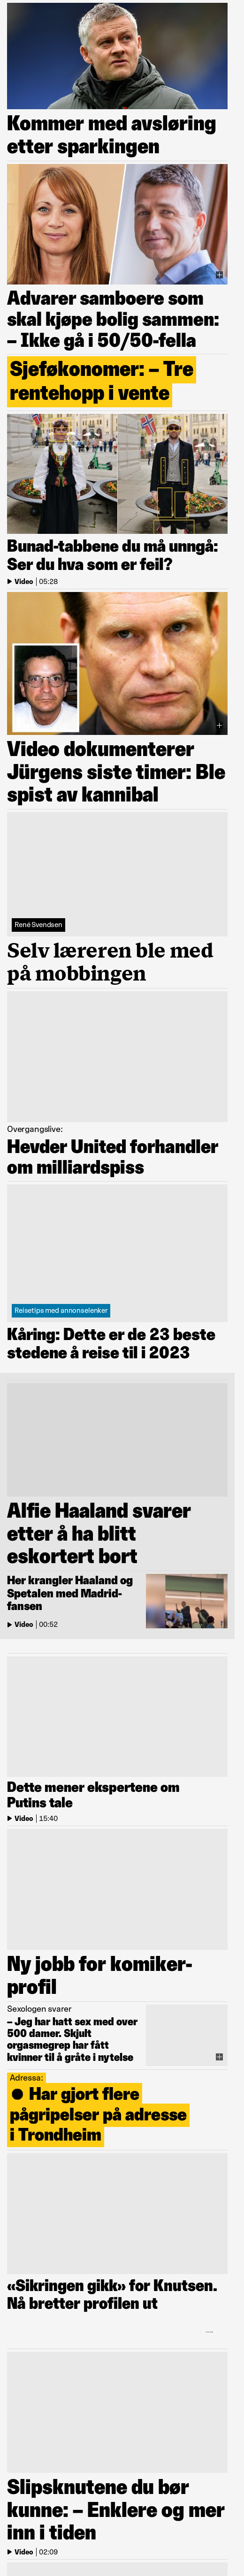 Kommer med avsløring
etter sparkingen
Advarer samboere som
skal kjøpe bolig sammen:
– Ikke gå i 50/50-fella
Sjeføkonomer: – Tre
rentehopp i vente
Bunad-tabbene du må unngå:
Ser du hva som er feil?
Video | 05:28
Video dokumenterer
Jürgens siste timer: Ble
spist av kannibal
René Svendsen
Selv læreren ble med
på mobbingen
Overgangslive:
Hevder United forhandler
om milliardspiss
Reisetips med annonselenker
Kåring: Dette er de 23 beste
stedene å reise til i 2023
Alfie Haaland svarer
etter å ha blitt
eskortert bort
Her krangler Haaland og
Spetalen med Madrid-
fansen
Video | 00:52
Dette mener ekspertene om
Putins tale
Video | 15:40
Ny jobb for komiker-
profil
Sexologen svarer
– Jeg har hatt sex med over
500 damer. Skjult
orgasmegrep har fått
kvinner til å gråte i nytelse
Adressa:
● Har gjort flere
pågripelser på adresse
i Trondheim
«Sikringen gikk» for Knutsen.
Nå bretter profilen ut
Slipsknutene du bør
kunne: – Enklere og mer
inn i tiden
Video | 02:09